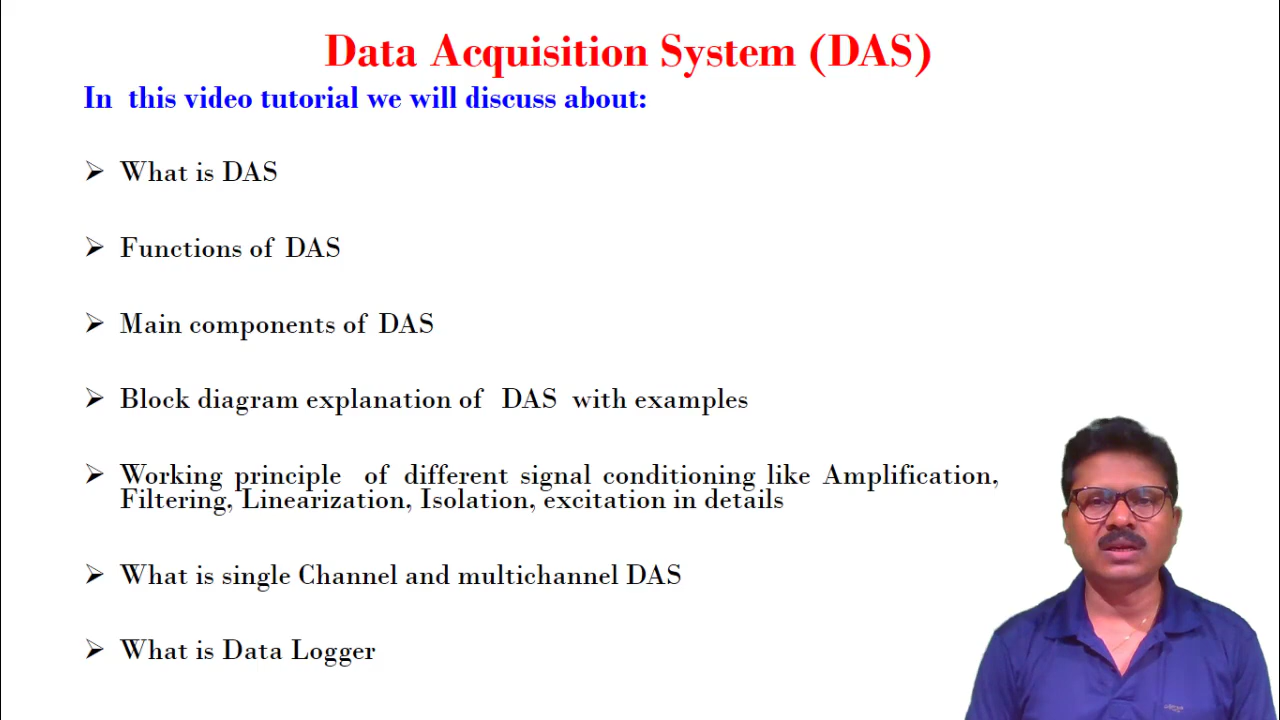 Data Acquisition System (DAS)
In this video tutorial we will discuss about:
What is DAS
Functions of DAS
Main components of DAS
Block diagram explanation of DAS with examples
Working principle of different signal conditioning like Amplification,
Filtering, Linearization, Isolation, excitation in details
What is single Channel and multichannel DAS
What is Data Logger